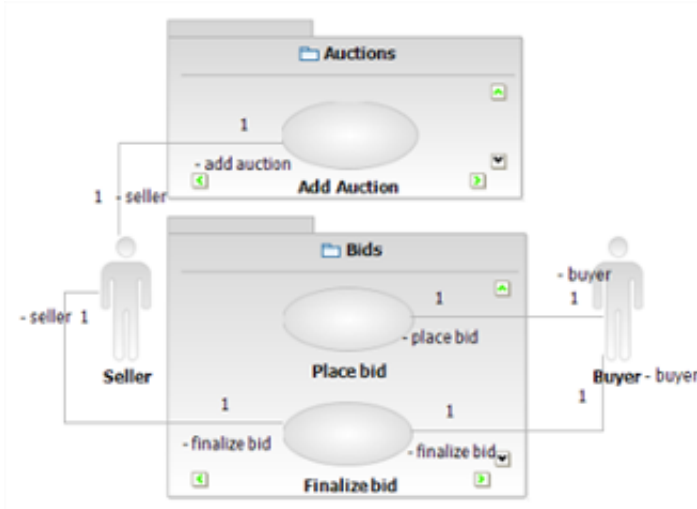 Auctions
1
- add auction
Add Auction
1 - seller
Bids
- buyer
1
1
- seller 1
- place bid
Place bid
Seller
Buyer - buyer
1
1
1
- finalize bid
- finalize bid
Finalize bid